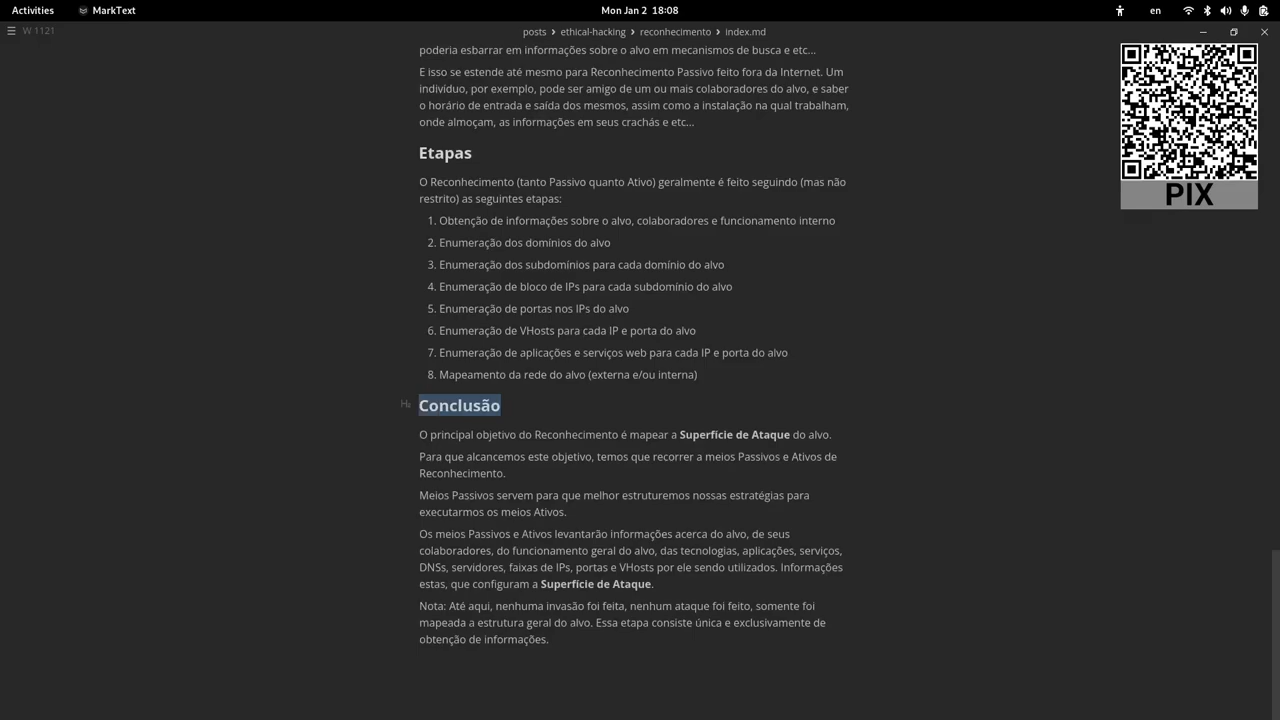 Activities
MarkText
Mon Jan 2 18:08
en
W 1121
posts > ethical-hacking > reconhecimento > index.md
poderia esbarrar em informações sobre o alvo em mecanismos de busca e etc...
E isso se estende até mesmo para Reconhecimento Passivo feito fora da Internet. Um
indivíduo, por exemplo, pode ser amigo de um ou mais colaboradores do alvo, e saber
o horário de entrada e saída dos mesmos, assim como a instalação na qual trabalham,
onde almoçam, as informações em seus crachás e etc...
PIX
Etapas
O Reconhecimento (tanto Passivo quanto Ativo) geralmente é feito seguindo (mas não
restrito) as seguintes etapas:
1. Obtenção de informações sobre o alvo, colaboradores e funcionamento interno
2. Enumeração dos domínios do alvo
3. Enumeração dos subdomínios para cada domínio do alvo
4. Enumeração de bloco de IPs para cada subdomínio do alvo
5. Enumeração de portas nos IPs do alvo
6. Enumeração de VHosts para cada IP e porta do alvo
7. Enumeração de aplicações e serviços web para cada IP e porta do alvo
8. Mapeamento da rede do alvo (externa e/ou interna)
Conclusão
O principal objetivo do Reconhecimento é mapear a Superfície de Ataque do alvo.
Para que alcancemos este objetivo, temos que recorrer a meios Passivos e Ativos de
Reconhecimento.
Meios Passivos servem para que melhor estruturemos nossas estratégias para
executarmos os meios Ativos.
Os meios Passivos e Ativos levantarão informações acerca do alvo, de seus
colaboradores, do funcionamento geral do alvo, das tecnologias, aplicações, serviços,
DNSs, servidores, faixas de IPs, portas e VHosts por ele sendo utilizados. Informações
estas, que configuram a Superfície de Ataque.
Nota: Até aqui, nenhuma invasão foi feita, nenhum ataque foi feito, somente foi
mapeada a estrutura geral do alvo. Essa etapa consiste única e exclusivamente de
obtenção de informações.